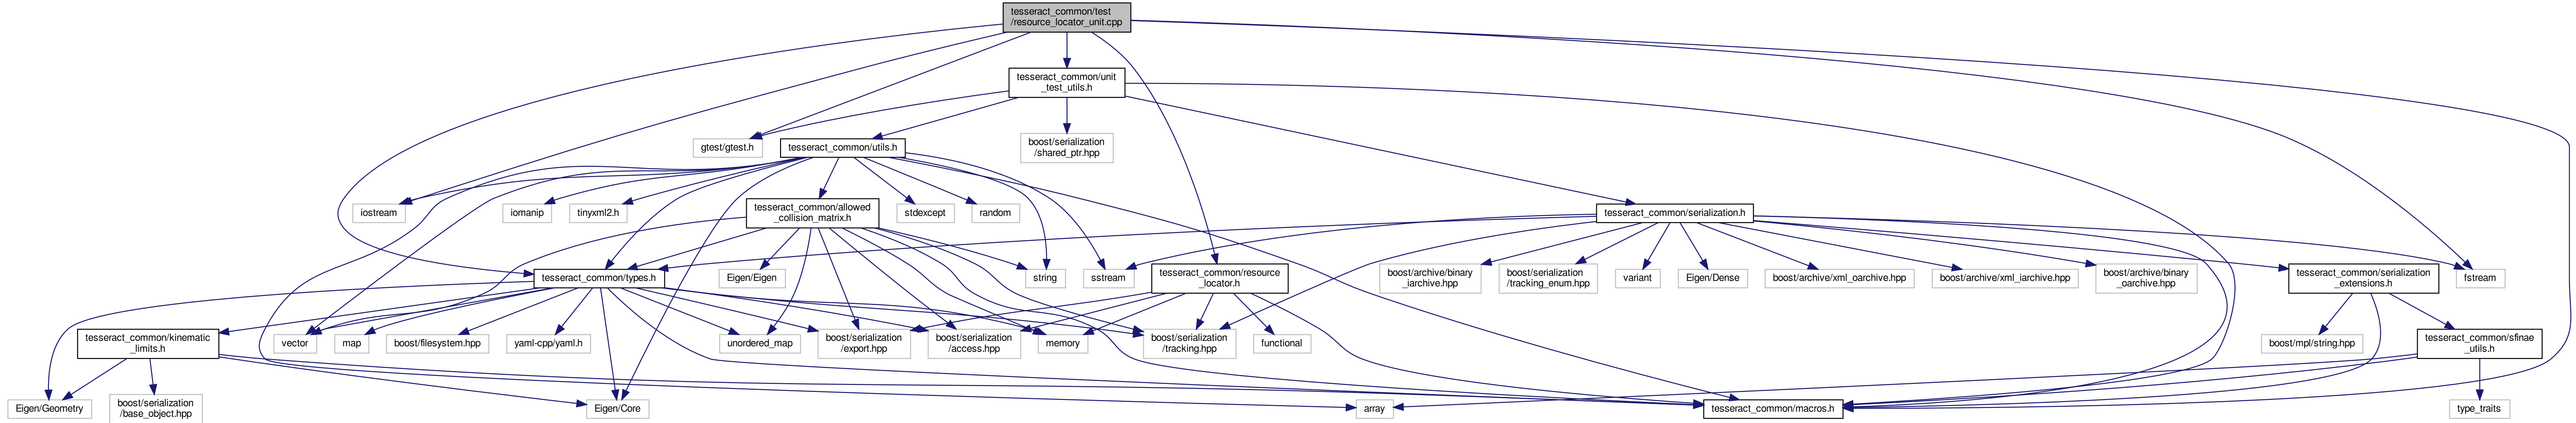 tesseract_common/test
/resource_locator_unit.cpp
tesseract_common/unit
_test_utils.h
gtest/gtest.h
tesseract_common/utils.h
boost/serialization
/shared_ptr.hpp
iostream
iomanip
tinyxml2.h
tesseract_common/allowed
_collision_matrix.h
stdexcept
random
tesseract_common/serialization.h
tesseract_common/types.h
Eigen/Eigen
string
sstream
tesseract_common/resource
_locator.h
boost/archive/binary
_iarchive.hpp
boost/serialization
/tracking_enum.hpp
variant
Eigen/Dense
boost/archive/xml_oarchive.hpp
boost/archive/xml_iarchive.hpp
boost/archive/binary
_oarchive.hpp
tesseract_common/serialization
_extensions.h
fstream
tesseract_common/kinematic
_limits.h
vector
map
boost/filesystem.hpp
yaml-cpp/yaml.h
unordered_map
boost/serialization
/export.hpp
boost/serialization
/access.hpp
memory
boost/serialization
/tracking.hpp
functional
boost/mpl/string.hpp
tesseract_common/sfinae
_utils.h
Eigen/Geometry
boost/serialization
/base_object.hpp
Eigen/Core
array
tesseract_common/macros.h
type_traits